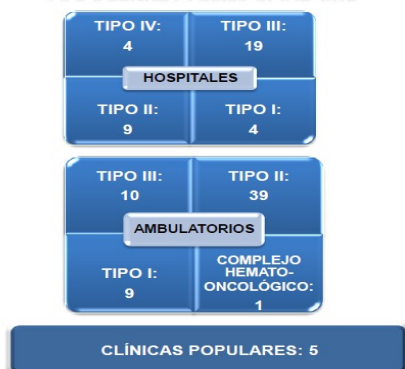 TIPO IV:
4
TIPO III:
19
HOSPITALES
TIPO II:
9
TIPO I:
4
TIPO III:
10
TIPO II:
39
AMBULATORIOS
TIPO I:
9
COMPLEJO
HEMATO-
ONCOLÓGICO:
1
CLÍNICAS POPULARES: 5